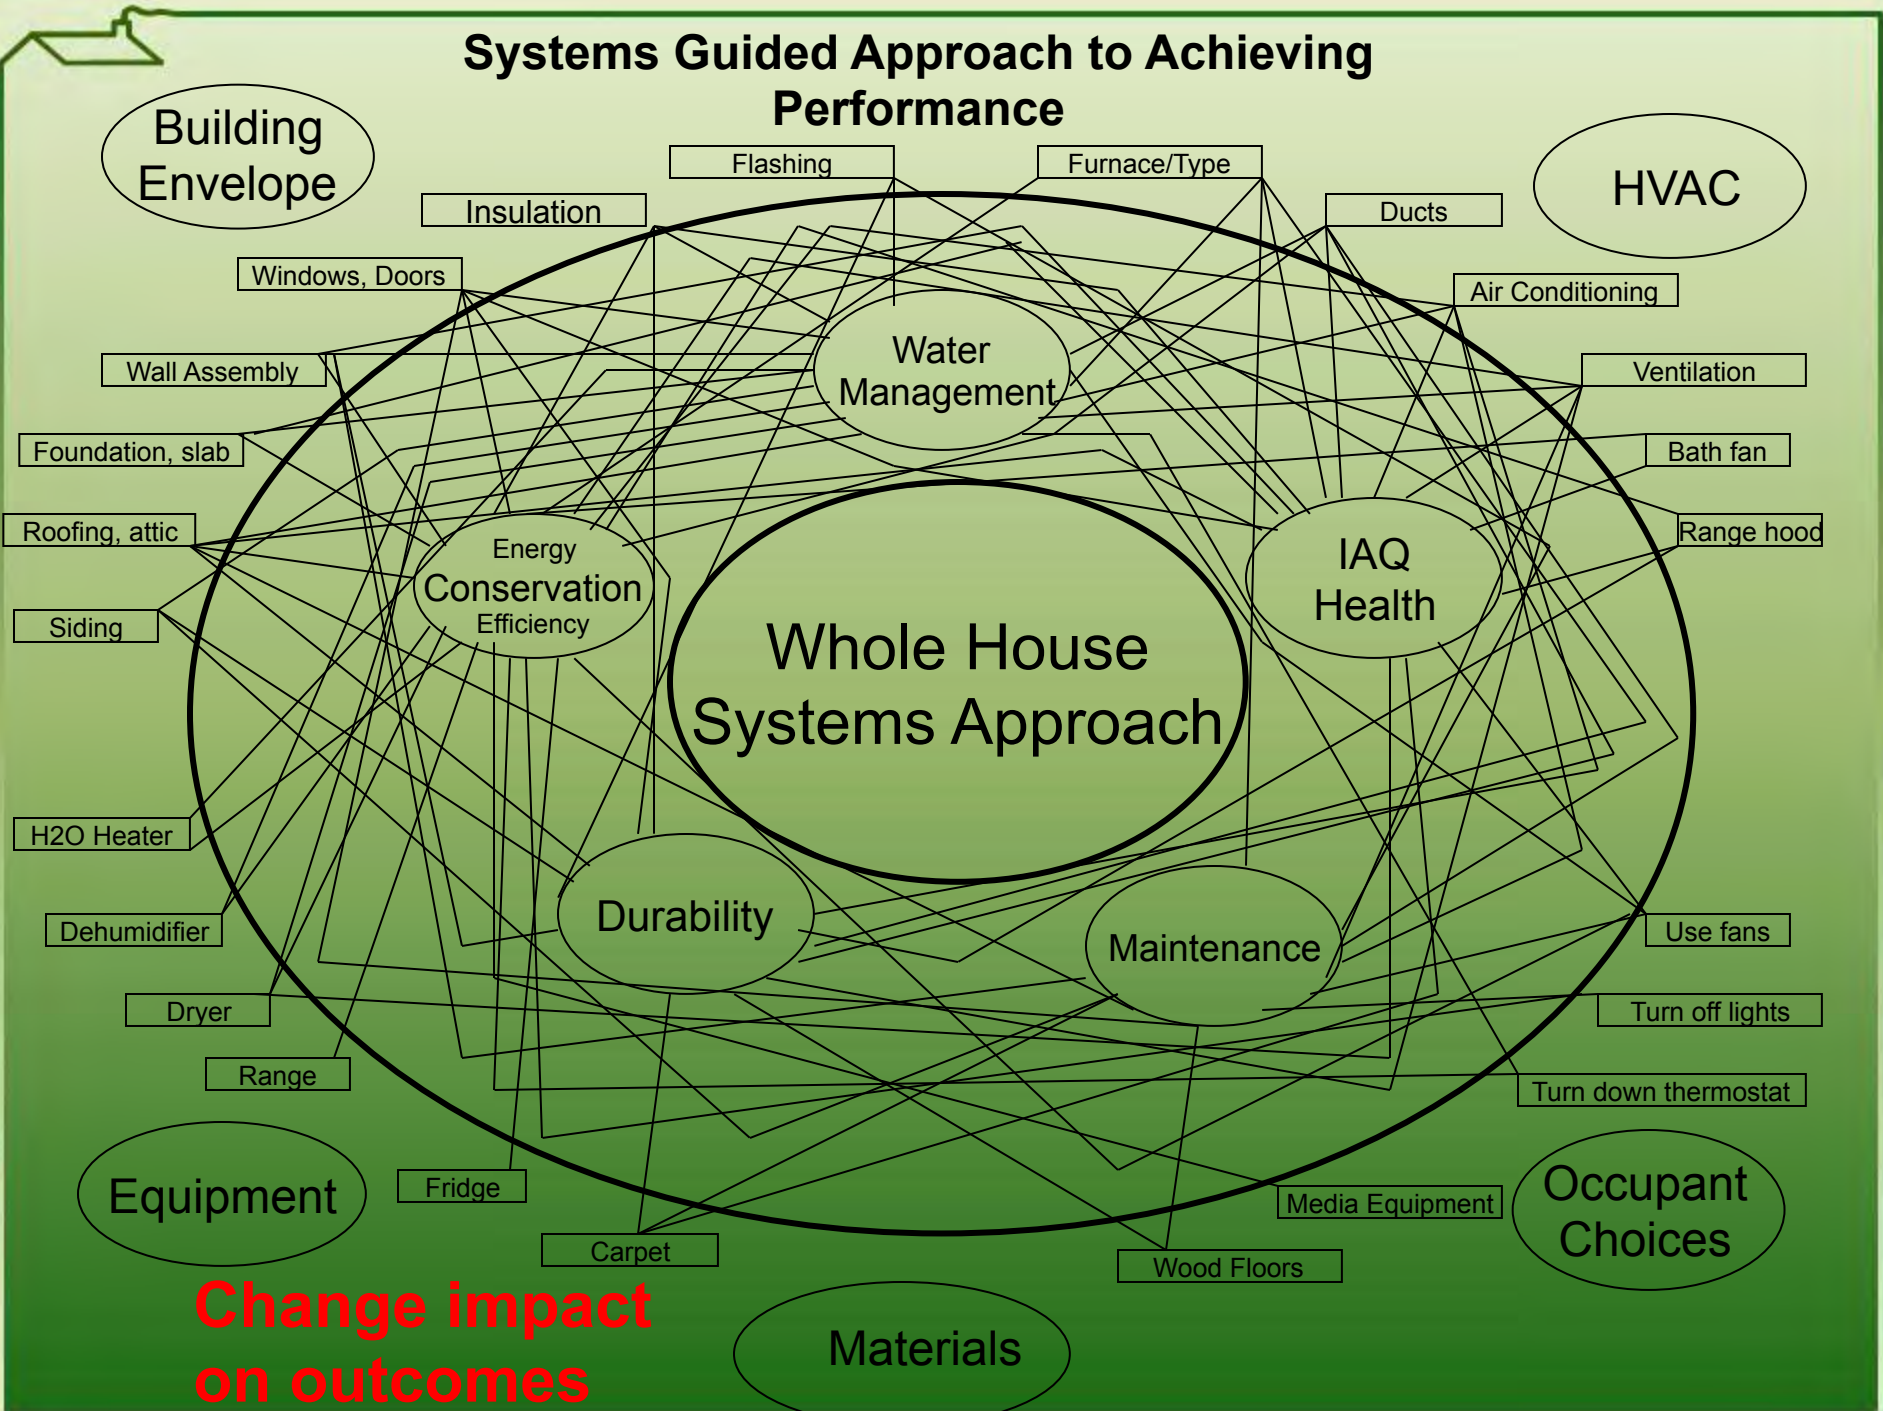 Systems Guided Approach to Achieving
Performance
Building
Envelope
HVAC
Flashing
Furnace/Type
Insulation
Ducts
Windows, Doors
Air Conditioning
Wall Assembly
Water
Management
Ventilation
Foundation, slab
Bath fan
Roofing, attic
Range hood
Energy
Conservation
Efficiency
IAQ
Health
Siding
Whole House
Systems Approach
H2O Heater
Durability
Maintenance
Dehumidifier
Use fans
Dryer
Turn off lights
Range
Turn down thermostat
Equipment
Fridge
Media Equipment
Occupant
Choices
Carpet
Wood Floors
Change impact
on outcomes
Materials